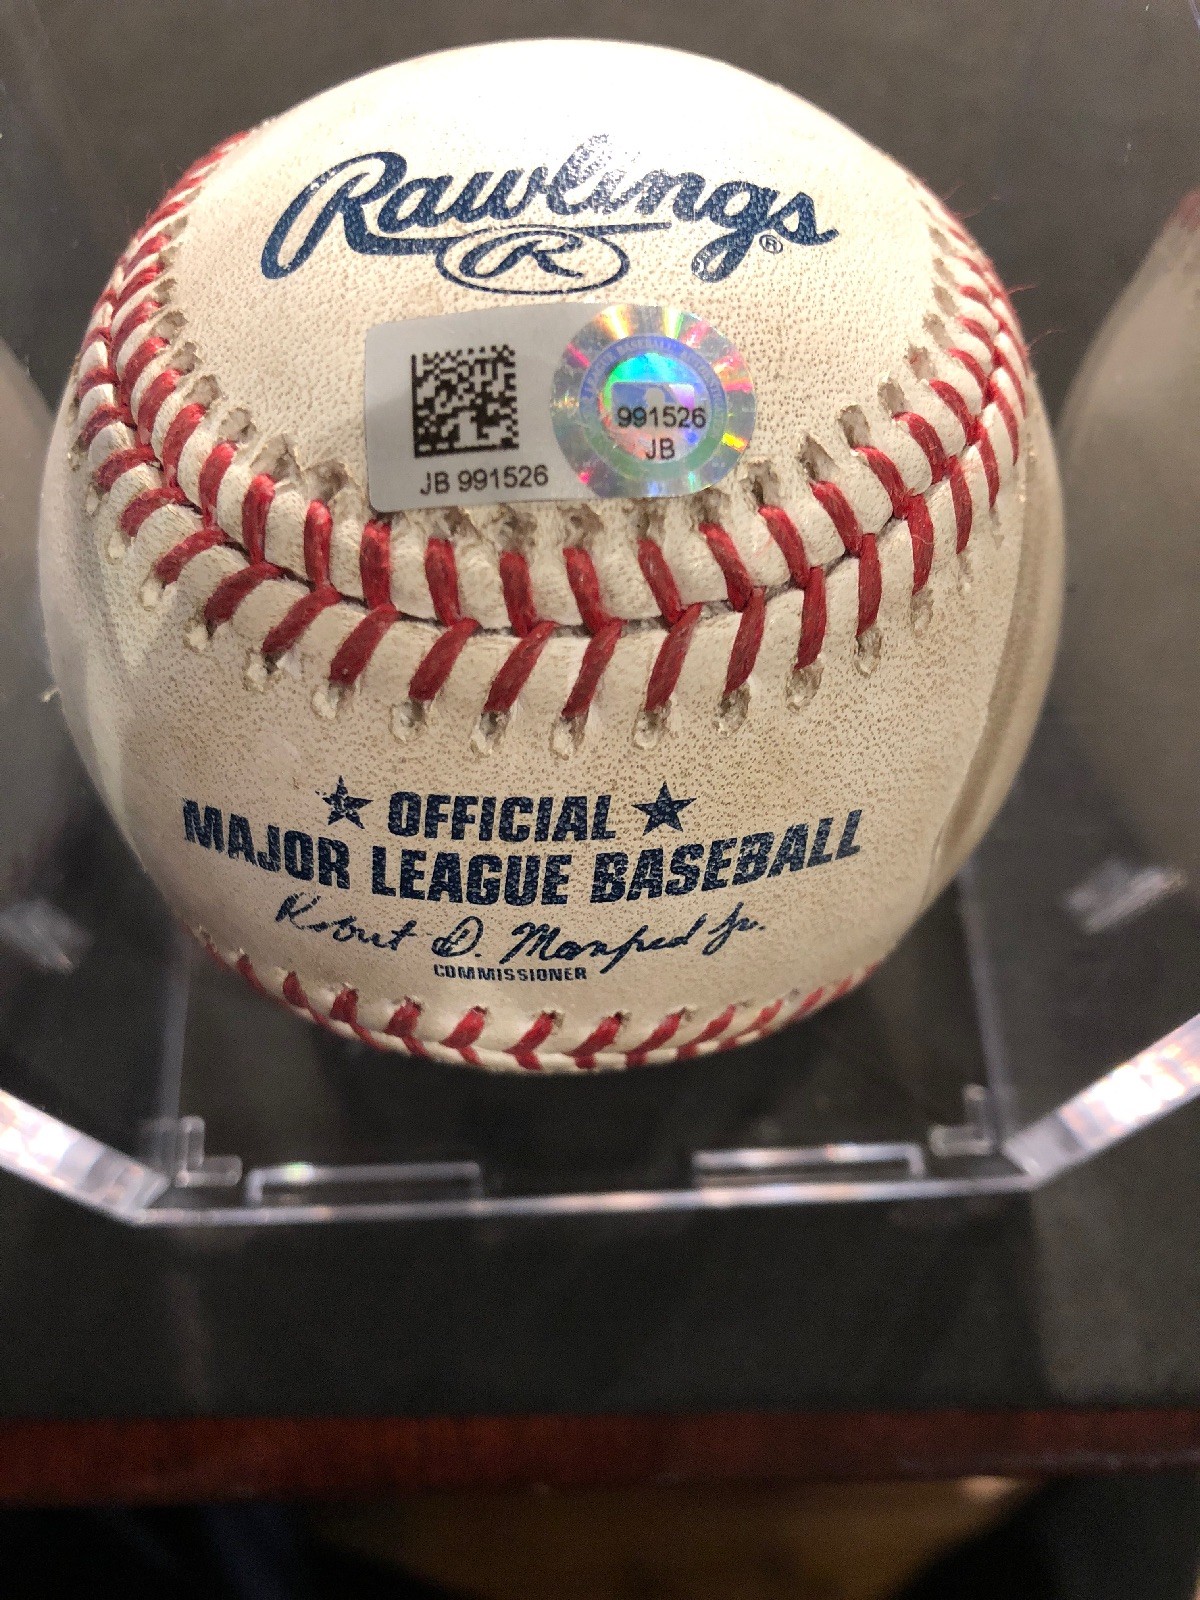 Rawlings®
R
991526
JB
JB 991526
OFFICIAL
MAJOR LEAGUE BASEBALL
Robert D. Manfred Jr.
COMMISSIONER